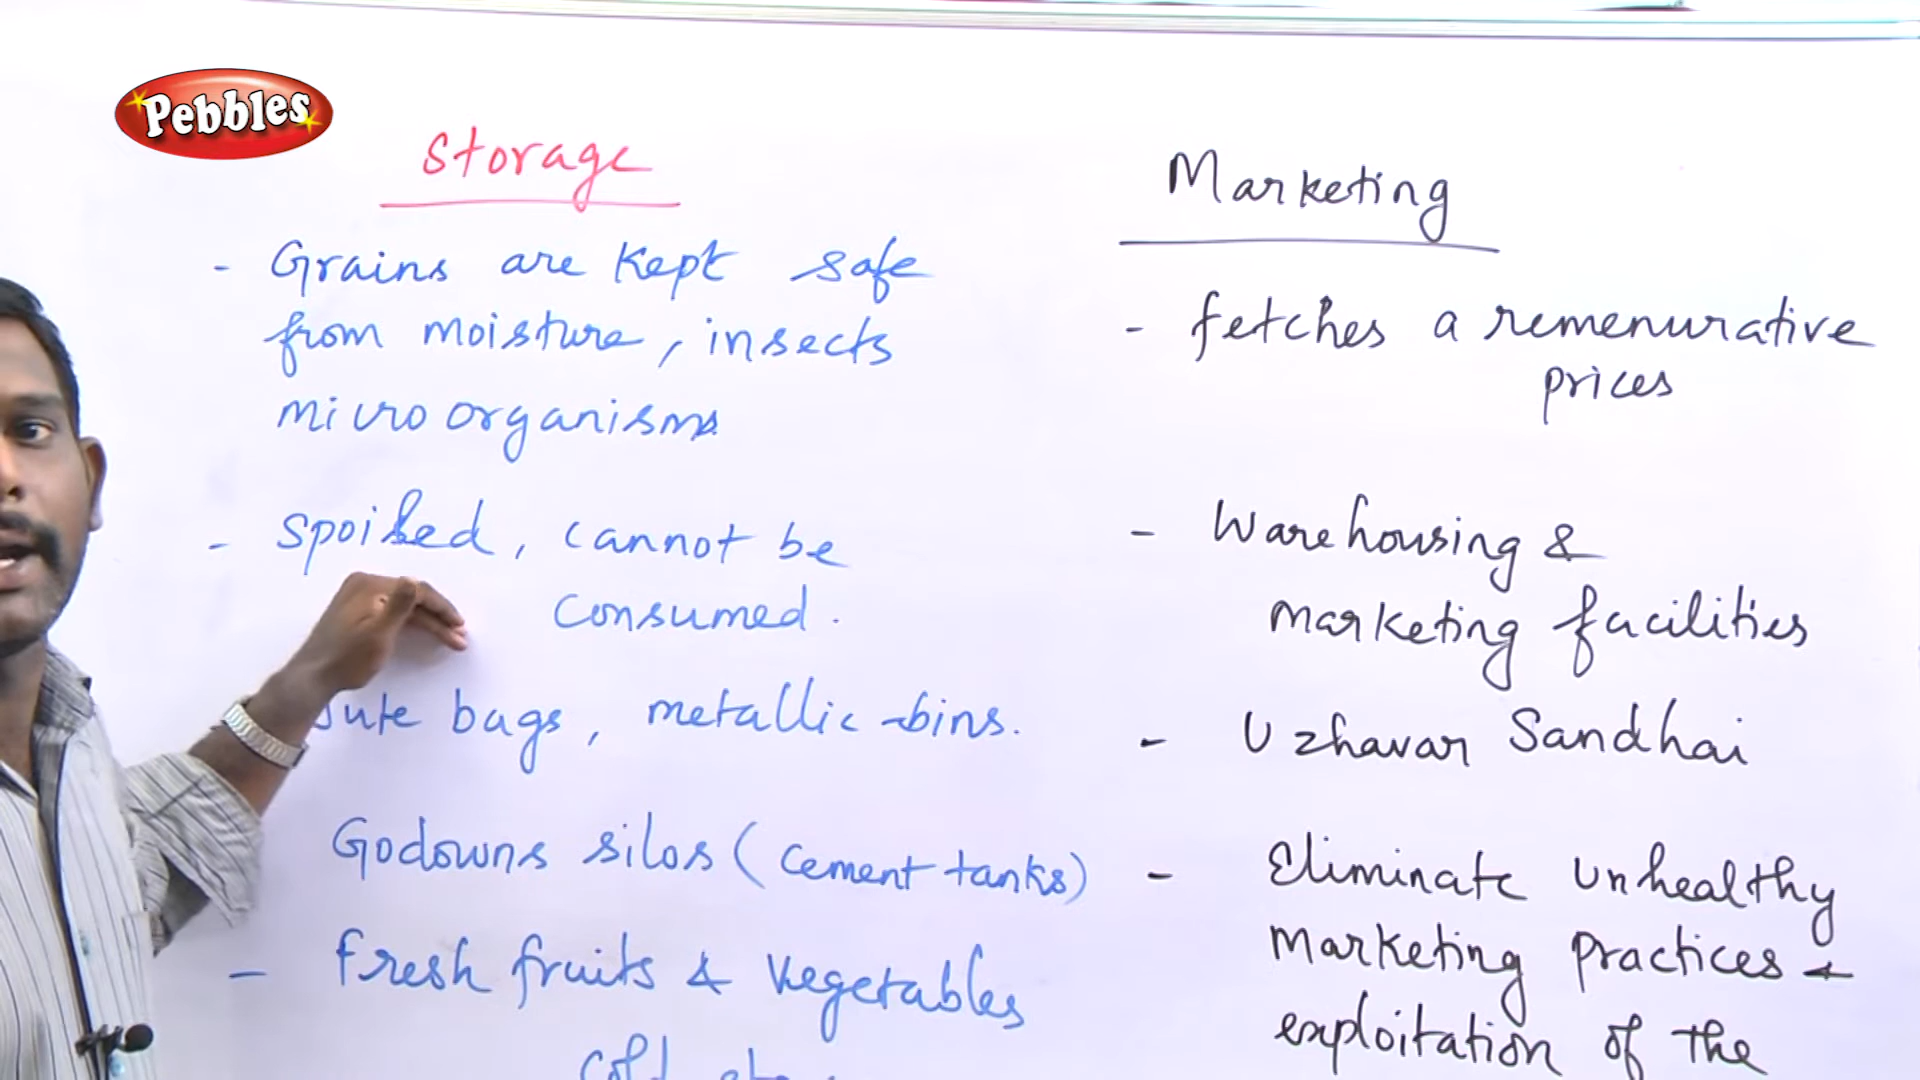 Pebbles
Storage
- Grains are kept safe
from moisture, insects
micro organisms
- Spoiled, cannot be
consumed.
Jute bags, metallic bins.
Godowns silos (cement tanks)
- Fresh fruits & vegetables
cold
Marketing
- fetches a remenurative
prices
- Warehousing &
marketing facilities
- Uzhavar Sandhai
- Eliminate unhealthy
marketing practices &
exploitation of the